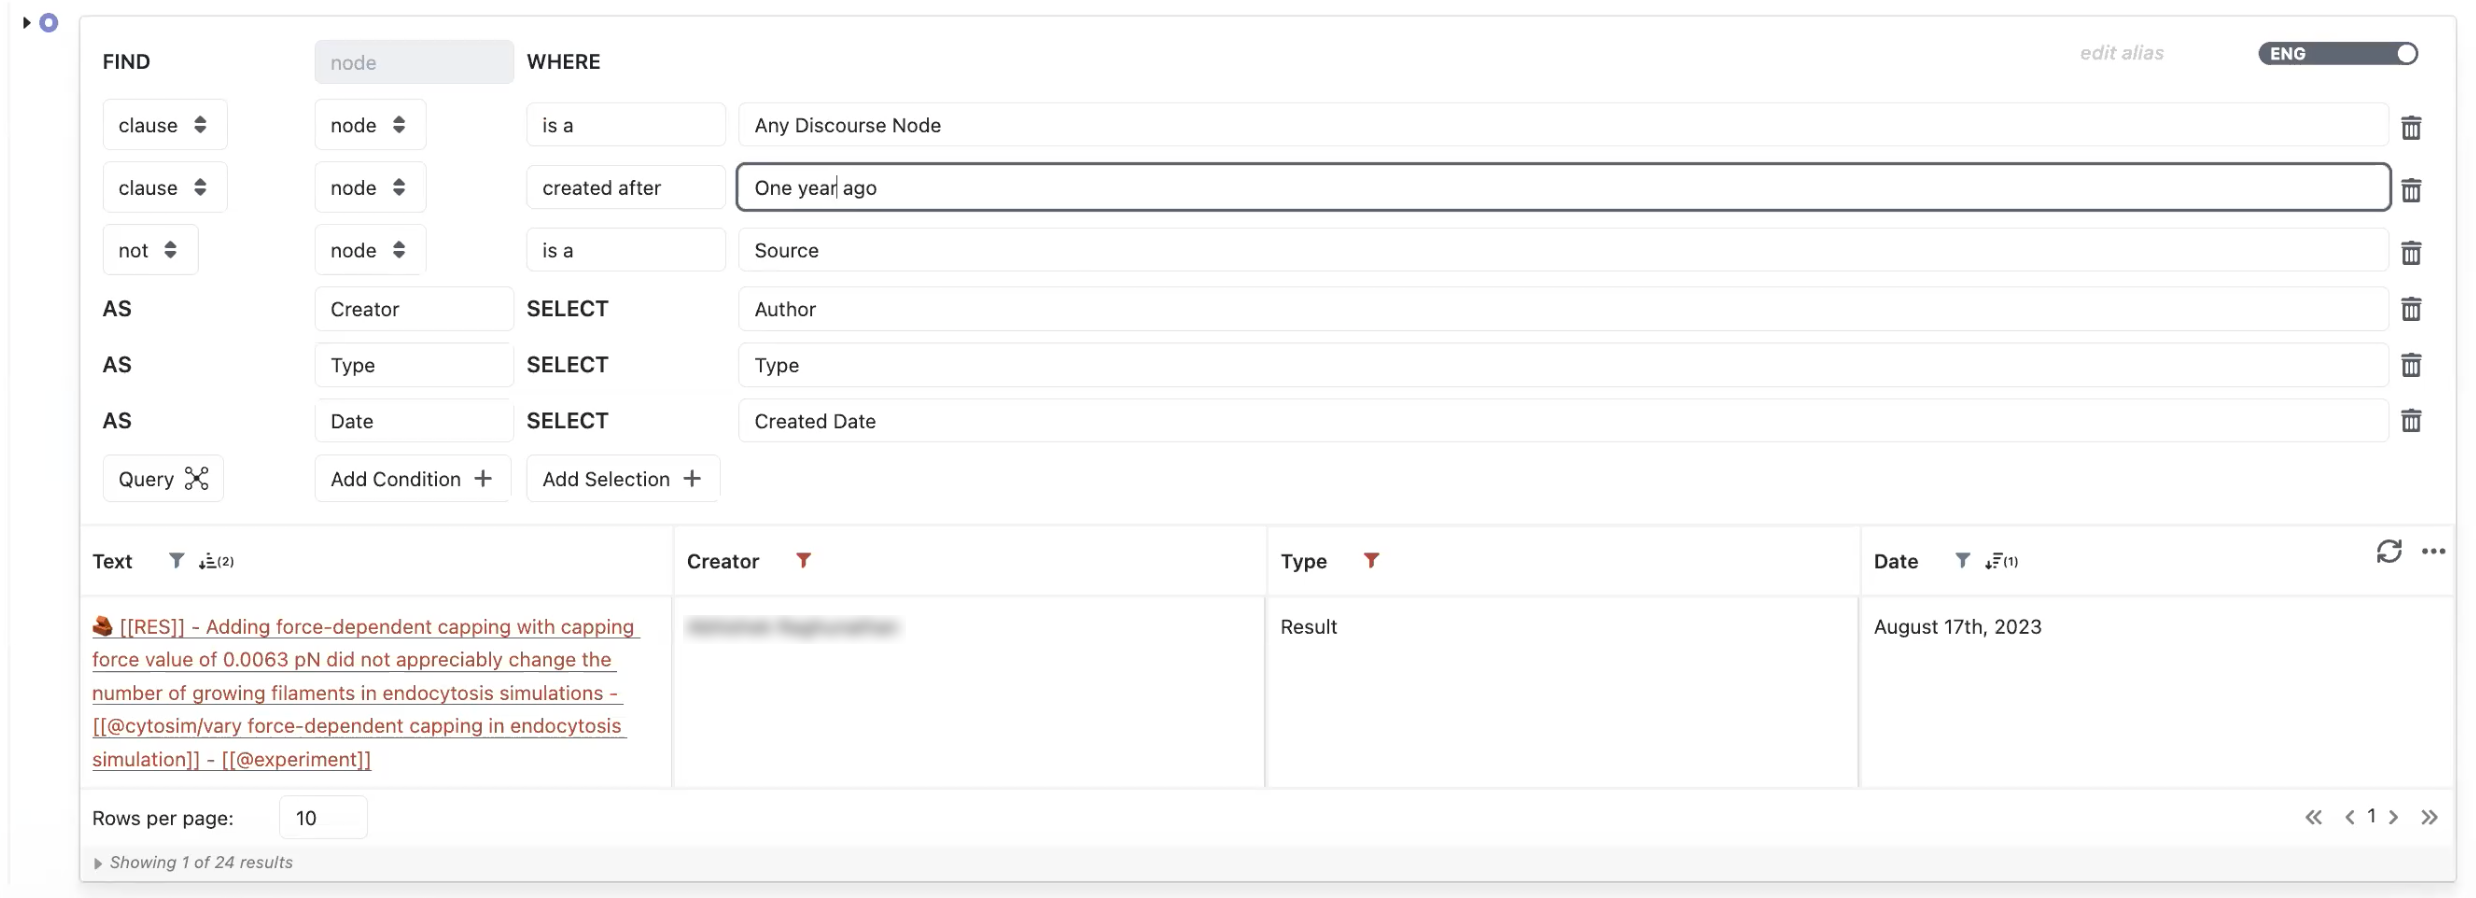 FIND node WHERE edit alias ENG
clause node is a Any Discourse Node
clause node created after One year ago
not node is a Source
AS Creator SELECT Author
AS Type SELECT Type
AS Date SELECT Created Date
Query Add Condition + Add Selection +
Text (2) Creator Type Date (1)
[[RES]] - Adding force-dependent capping with capping
force value of 0.0063 pN did not appreciably change the
number of growing filaments in endocytosis simulations -
[[@cytosim/vary force-dependent capping in endocytosis
simulation]] - [[@experiment]]
Result
August 17th, 2023
Rows per page: 10
« < 1 > »
Showing 1 of 24 results